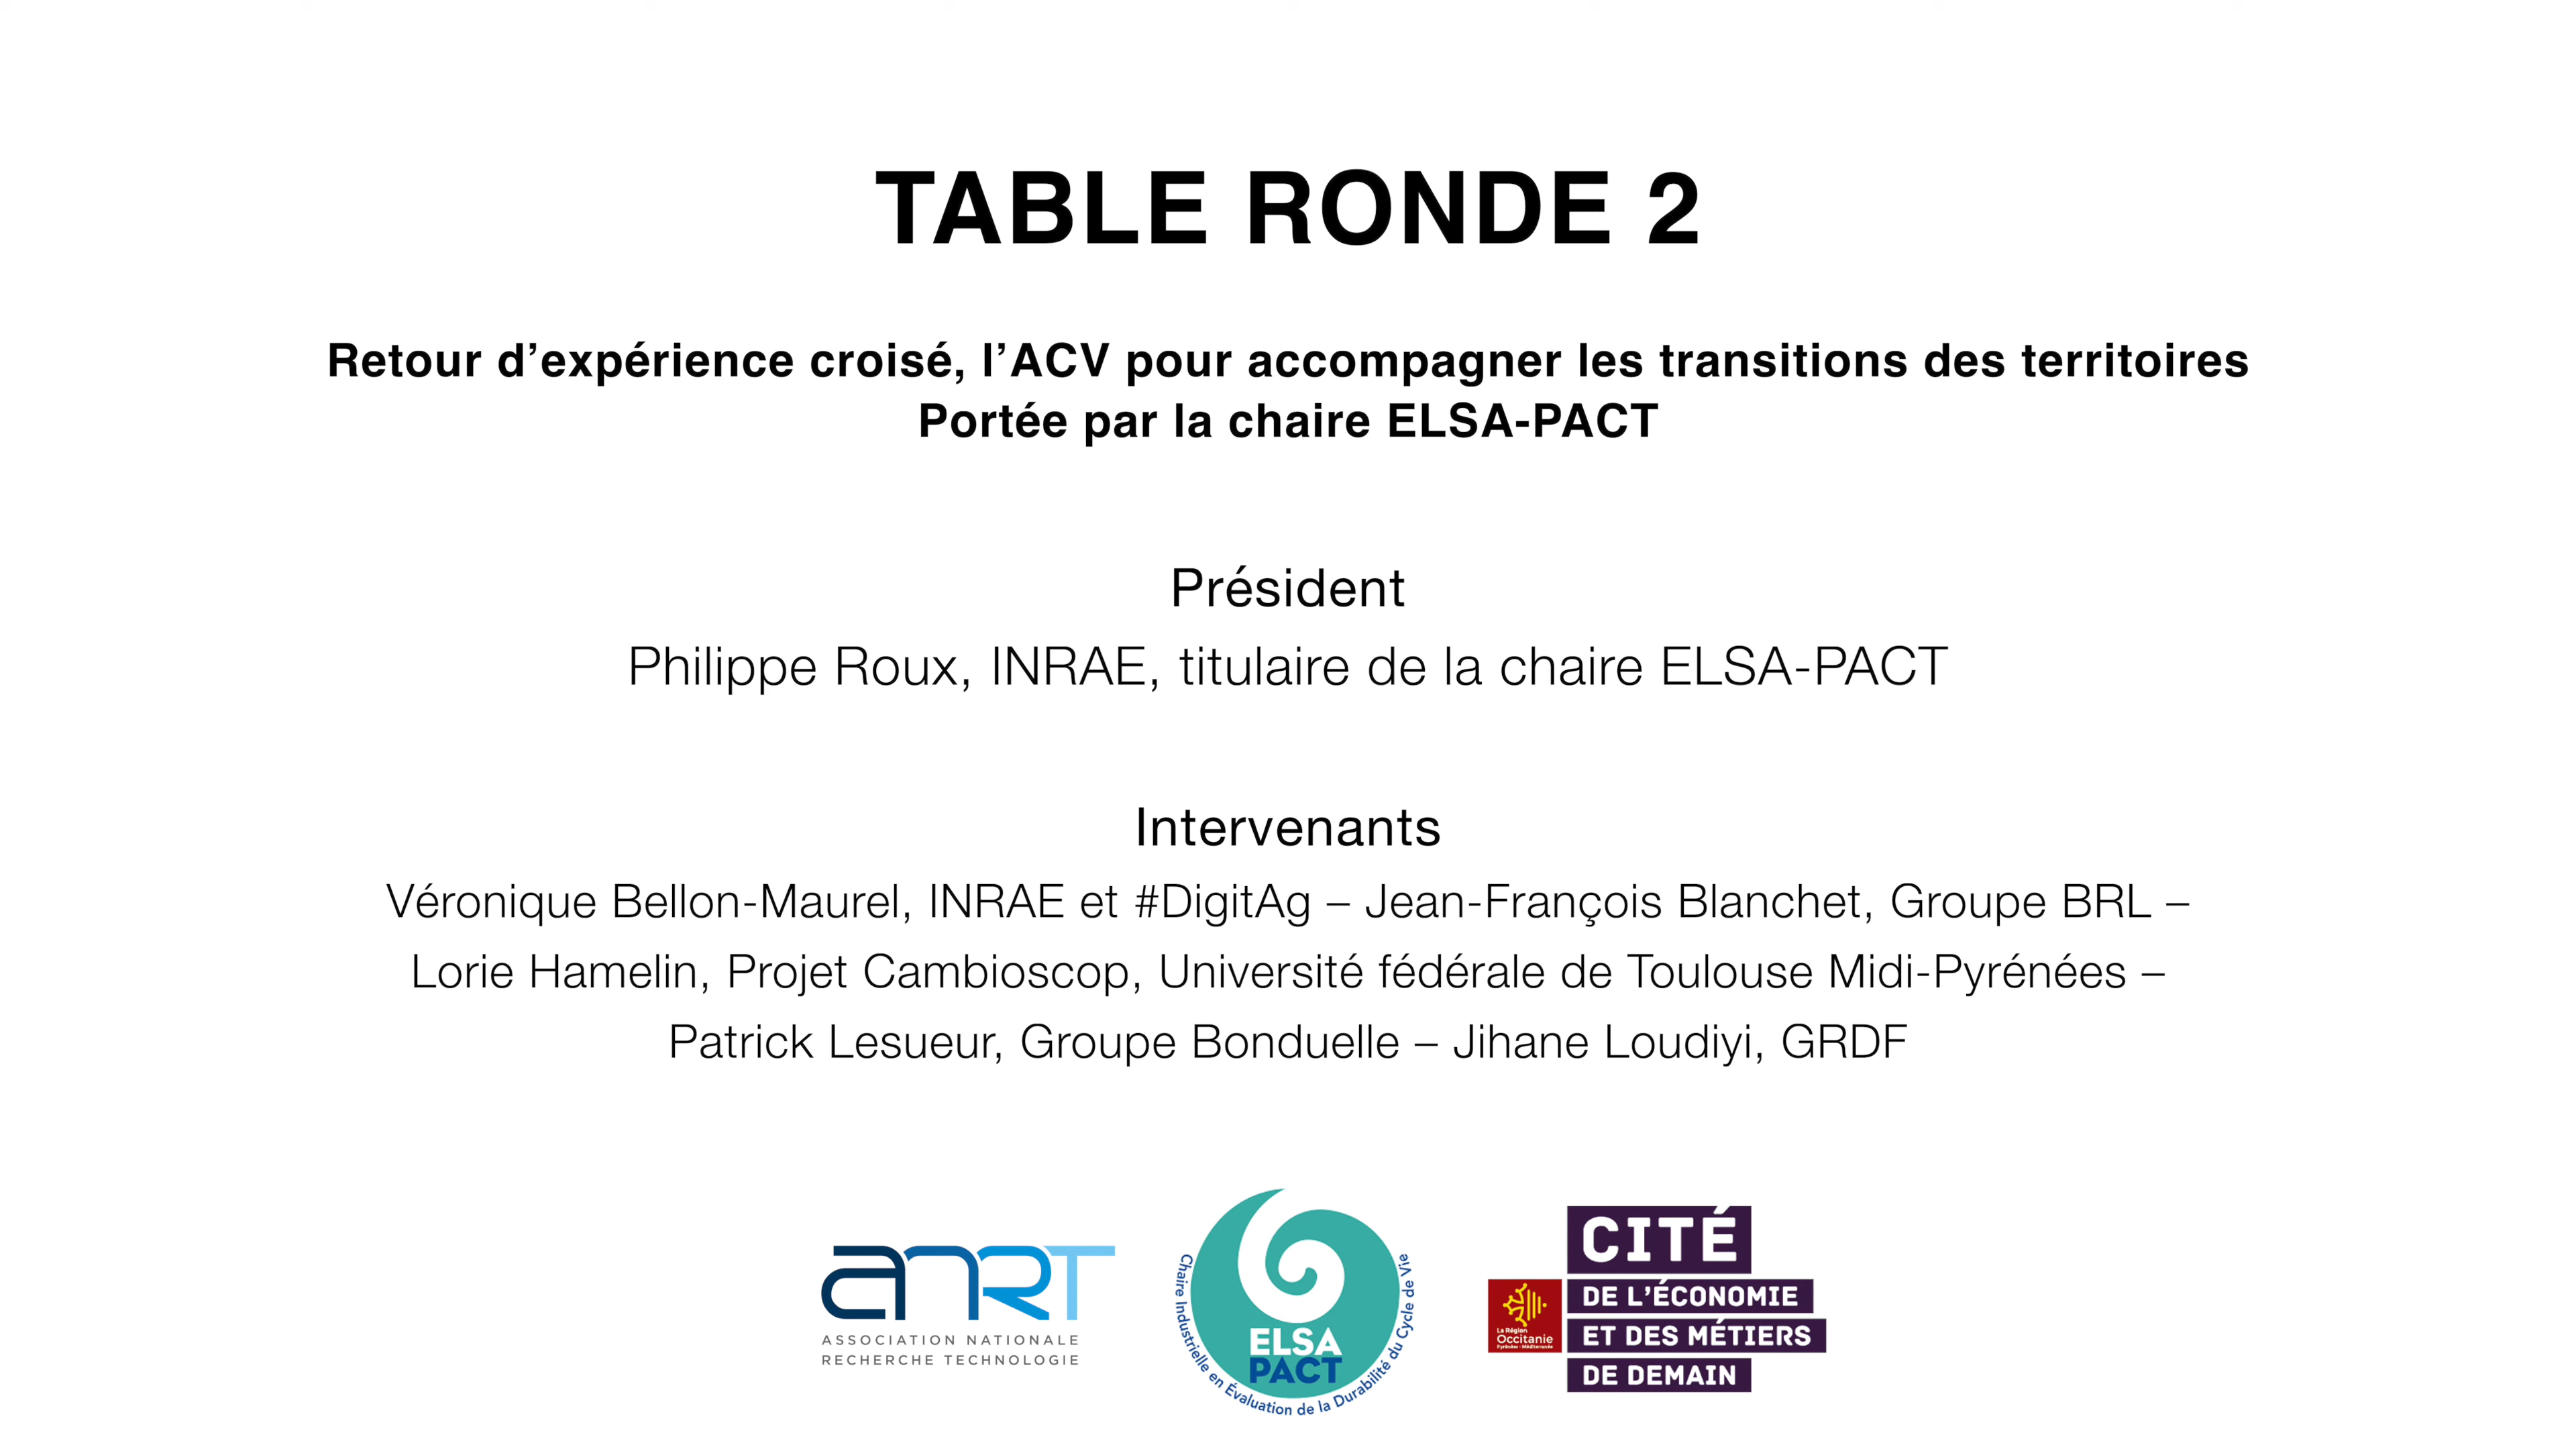 TABLE RONDE 2
Retour d’expérience croisé, l’ACV pour accompagner les transitions des territoires
Portée par la chaire ELSA-PACT
Président
Philippe Roux, INRAE, titulaire de la chaire ELSA-PACT
Intervenants
Véronique Bellon-Maurel, INRAE et #DigitAg – Jean-François Blanchet, Groupe BRL –
Lorie Hamelin, Projet Cambioscop, Université fédérale de Toulouse Midi-Pyrénées –
Patrick Lesueur, Groupe Bonduelle – Jihane Loudiyi, GRDF
anRT
ASSOCIATION NATIONALE
RECHERCHE TECHNOLOGIE
ELSA
PACT
Chaire Industrielle en Évaluation de la Durabilité du Cycle de Vie
La Région
Occitanie
Pyrénées - Méditerranée
CITÉ
DE L’ÉCONOMIE
ET DES MÉTIERS
DE DEMAIN